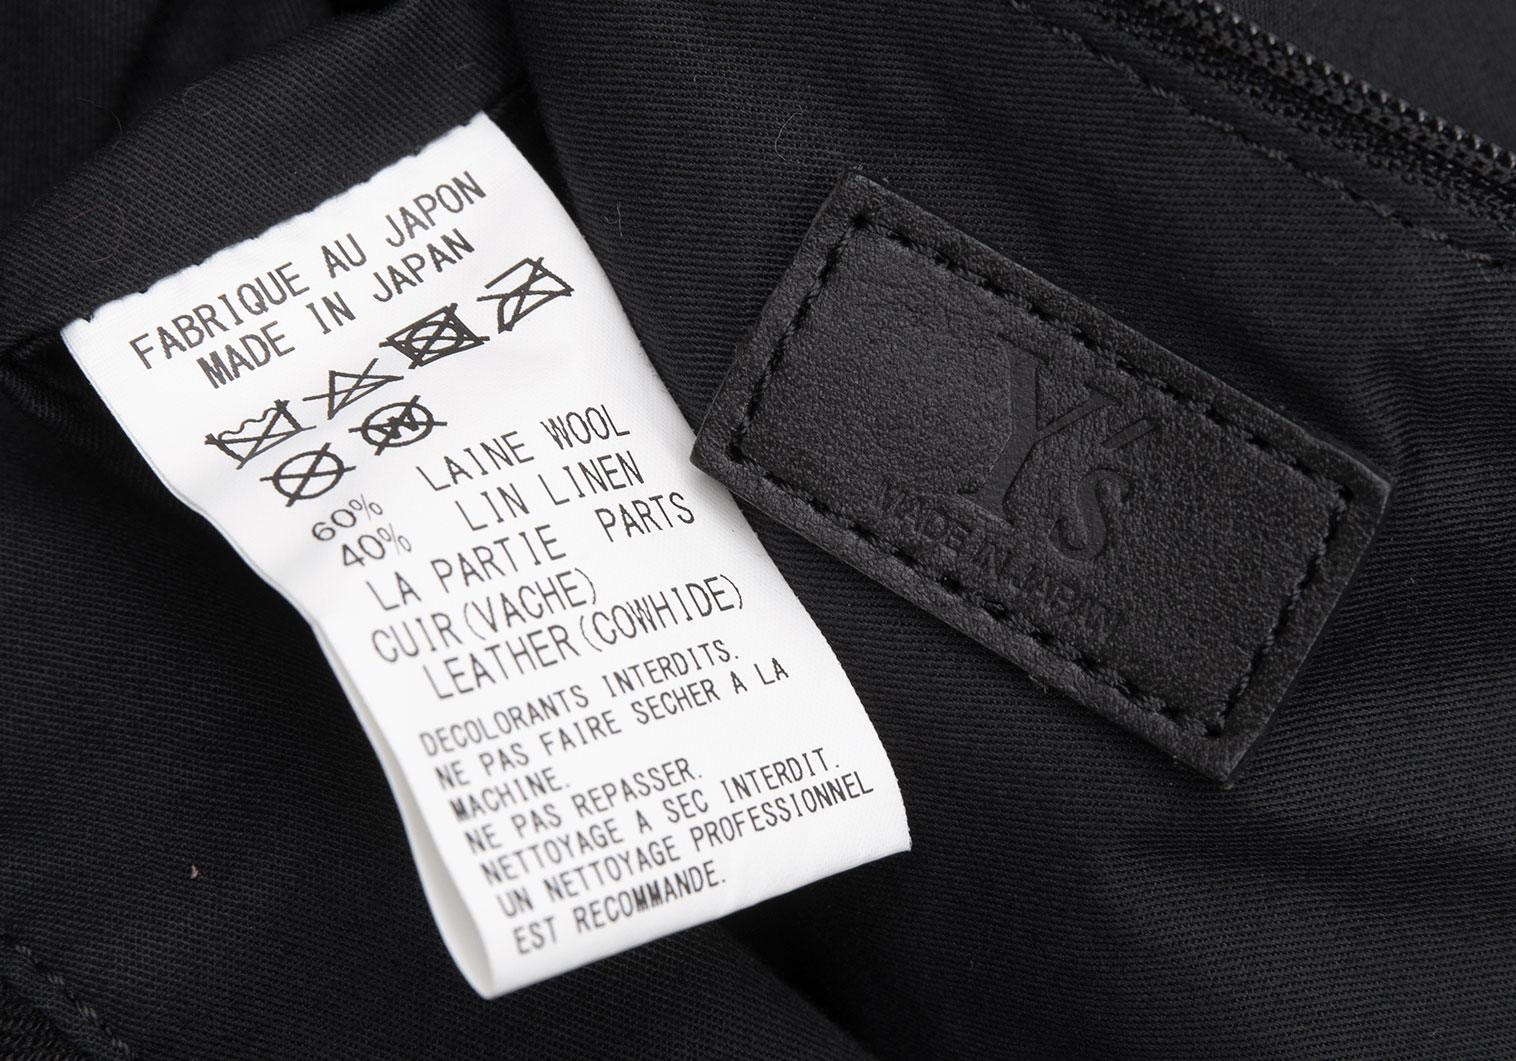 FABRIQUE AU JAPON
MADE IN JAPAN
60% LAINE WOOL
40% LIN LINEN
LA PARTIE PARTS
CUIR(VACHE)
LEATHER(COWHIDE)
DECOLORANTS INTERDITS.
NE PAS FAIRE SECHER A LA
MACHINE.
NE PAS REPASSER.
NETTOYAGE A SEC INTERDIT.
UN NETTOYAGE PROFESSIONNEL
EST RECOMMANDE.
Y's
MADE IN JAPAN